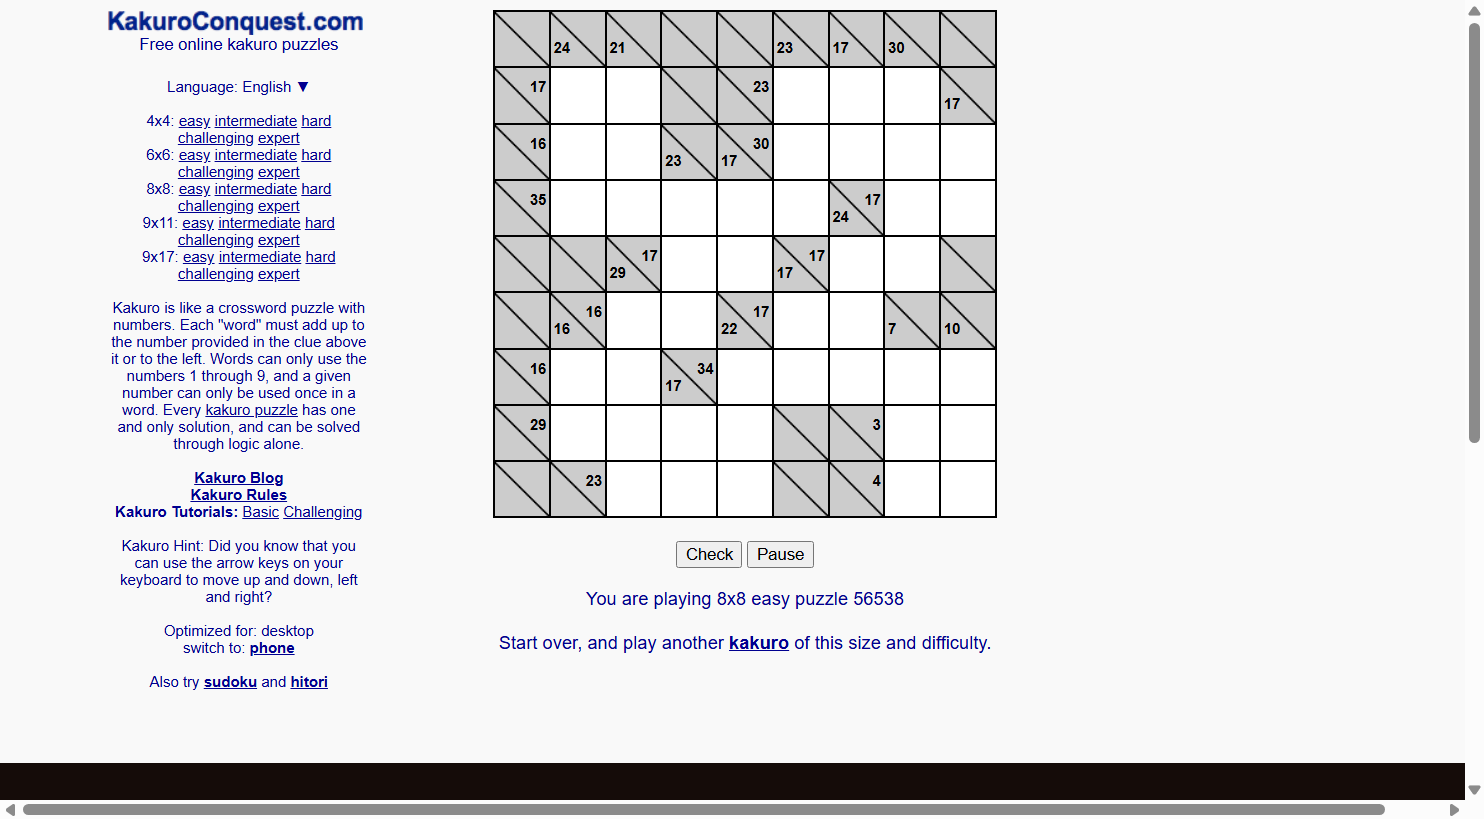 KakuroConquest.com
Free online kakuro puzzles
Language: English ▼
4x4: easy intermediate hard
challenging expert
6x6: easy intermediate hard
challenging expert
8x8: easy intermediate hard
challenging expert
9x11: easy intermediate hard
challenging expert
9x17: easy intermediate hard
challenging expert
Kakuro is like a crossword puzzle with
numbers. Each "word" must add up to
the number provided in the clue above
it or to the left. Words can only use the
numbers 1 through 9, and a given
number can only be used once in a
word. Every kakuro puzzle has one
and only solution, and can be solved
through logic alone.
Kakuro Blog
Kakuro Rules
Kakuro Tutorials: Basic Challenging
Kakuro Hint: Did you know that you
can use the arrow keys on your
keyboard to move up and down, left
and right?
Optimized for: desktop
switch to: phone
Also try sudoku and hitori
24 21 23 17 30
17 23 17
16 23 17 30
35 24 17
29 17 17 17
16 16 22 17 7 10
16 17 34
29 3
23 4
Check Pause
You are playing 8x8 easy puzzle 56538
Start over, and play another kakuro of this size and difficulty.